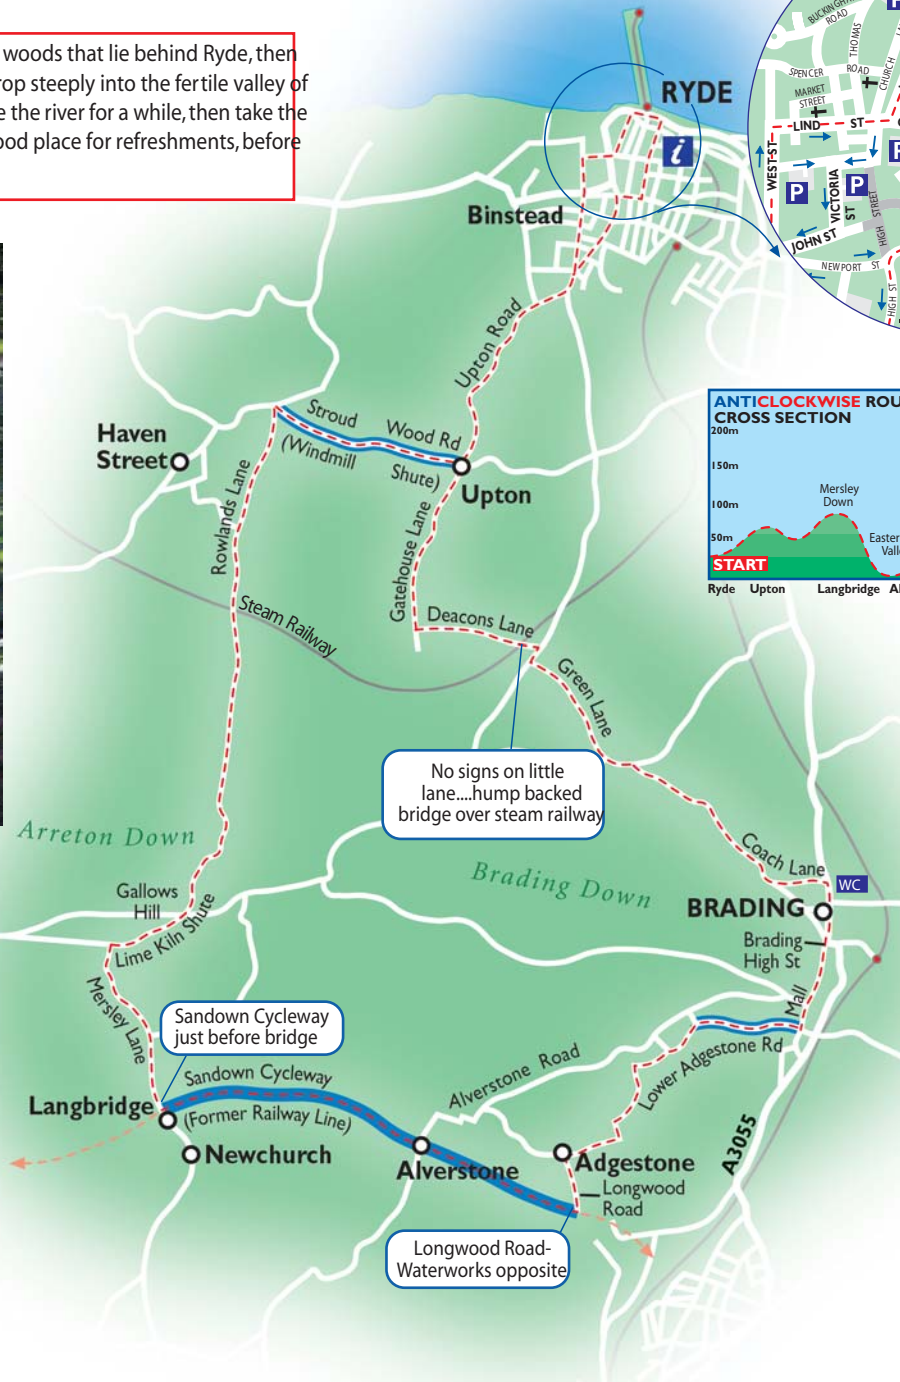 woods that lie behind Ryde, then
rop steeply into the fertile valley of
e the river for a while, then take the
ood place for refreshments, before
RYDE
i
Binstead
BUCKINGHA
ROAD
THOMAS
CHURCH
SPENCER ROAD
MARKET
STREET
LIND ST
WEST ST
P
P
P
VICTORIA
ST
HIGH STREET
JOHN ST
NEWPORT ST
HIGH ST
Upton Road
Stroud Wood Rd
(Windmill Shute)
Haven
Street
Upton
Rowlands Lane
Gatehouse Lane
Deacons Lane
Steam Railway
Green Lane
ANTICLOCKWISE ROU
CROSS SECTION
200m
150m
100m
50m
Mersley
Down
Easter
Vall
START
Ryde Upton Langbridge Al
No signs on little
lane....hump backed
bridge over steam railway
Arreton Down
Brading Down
Coach Lane
WC
BRADING
Brading
High St
Mall
Gallows
Hill
Lime Kiln Shute
Mersley Lane
Sandown Cycleway
just before bridge
Sandown Cycleway
(Former Railway Line)
Langbridge
Newchurch
Alverstone Road
Lower Adgestone Rd
Alverstone
Adgestone
Longwood
Road
A3055
Longwood Road-
Waterworks opposite